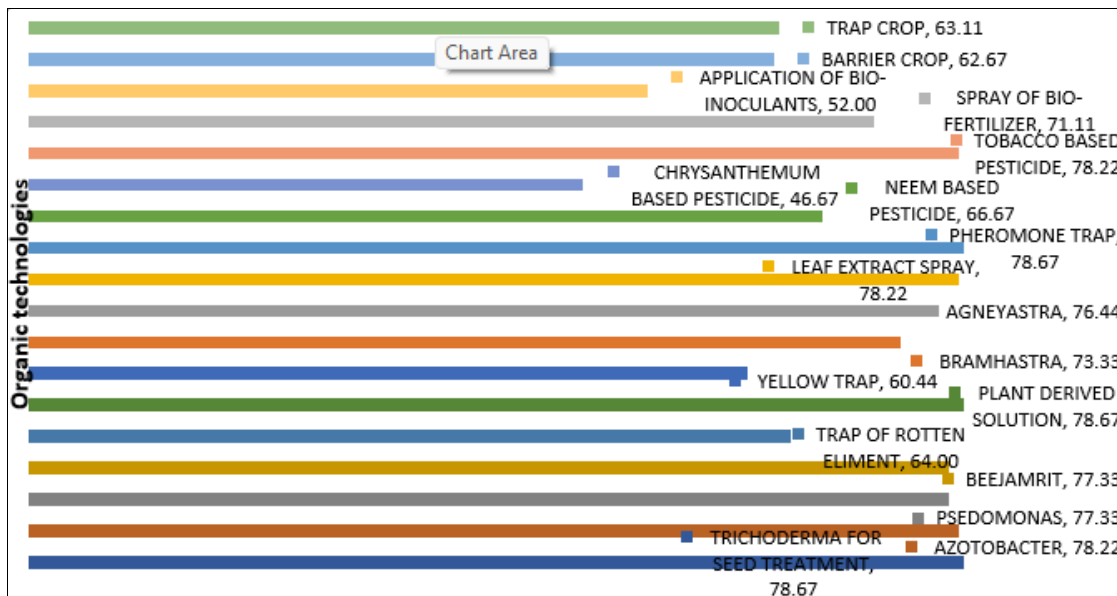 TRAP CROP, 63.11
BARRIER CROP, 62.67
Chart Area
APPLICATION OF BIO-
INOCULANTS, 52.00
SPRAY OF BIO-
FERTILIZER, 71.11
TOBACCO BASED
PESTICIDE, 78.22
CHRYSANTHEMUM
BASED PESTICIDE, 46.67
NEEM BASED
PESTICIDE, 66.67
PHEROMONE TRAP,
78.67
LEAF EXTRACT SPRAY,
78.22
AGNEYASTRA, 76.44
BRAMHASTRA, 73.33
YELLOW TRAP, 60.44
PLANT DERIVED
SOLUTION, 78.67
TRAP OF ROTTEN
ELIMENT, 64.00
BEEJAMRIT, 77.33
PSEDOMONAS, 77.33
AZOTOBACTER, 78.22
TRICHODERMA FOR
SEED TREATMENT,
78.67
Organic technologies